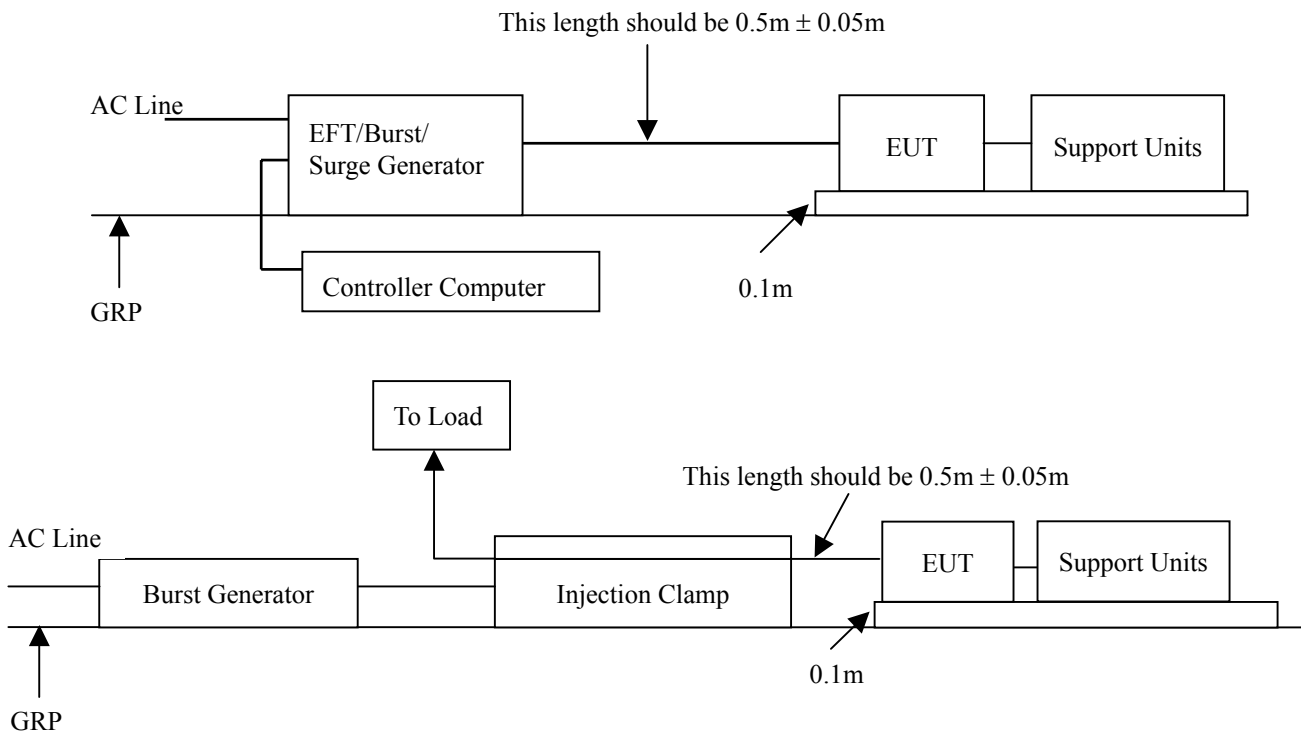 This length should be 0.5m ± 0.05m
AC Line
EFT/Burst/
Surge Generator
EUT
Support Units
Controller Computer
0.1m
GRP
To Load
This length should be 0.5m ± 0.05m
AC Line
Burst Generator
Injection Clamp
EUT
Support Units
0.1m
GRP